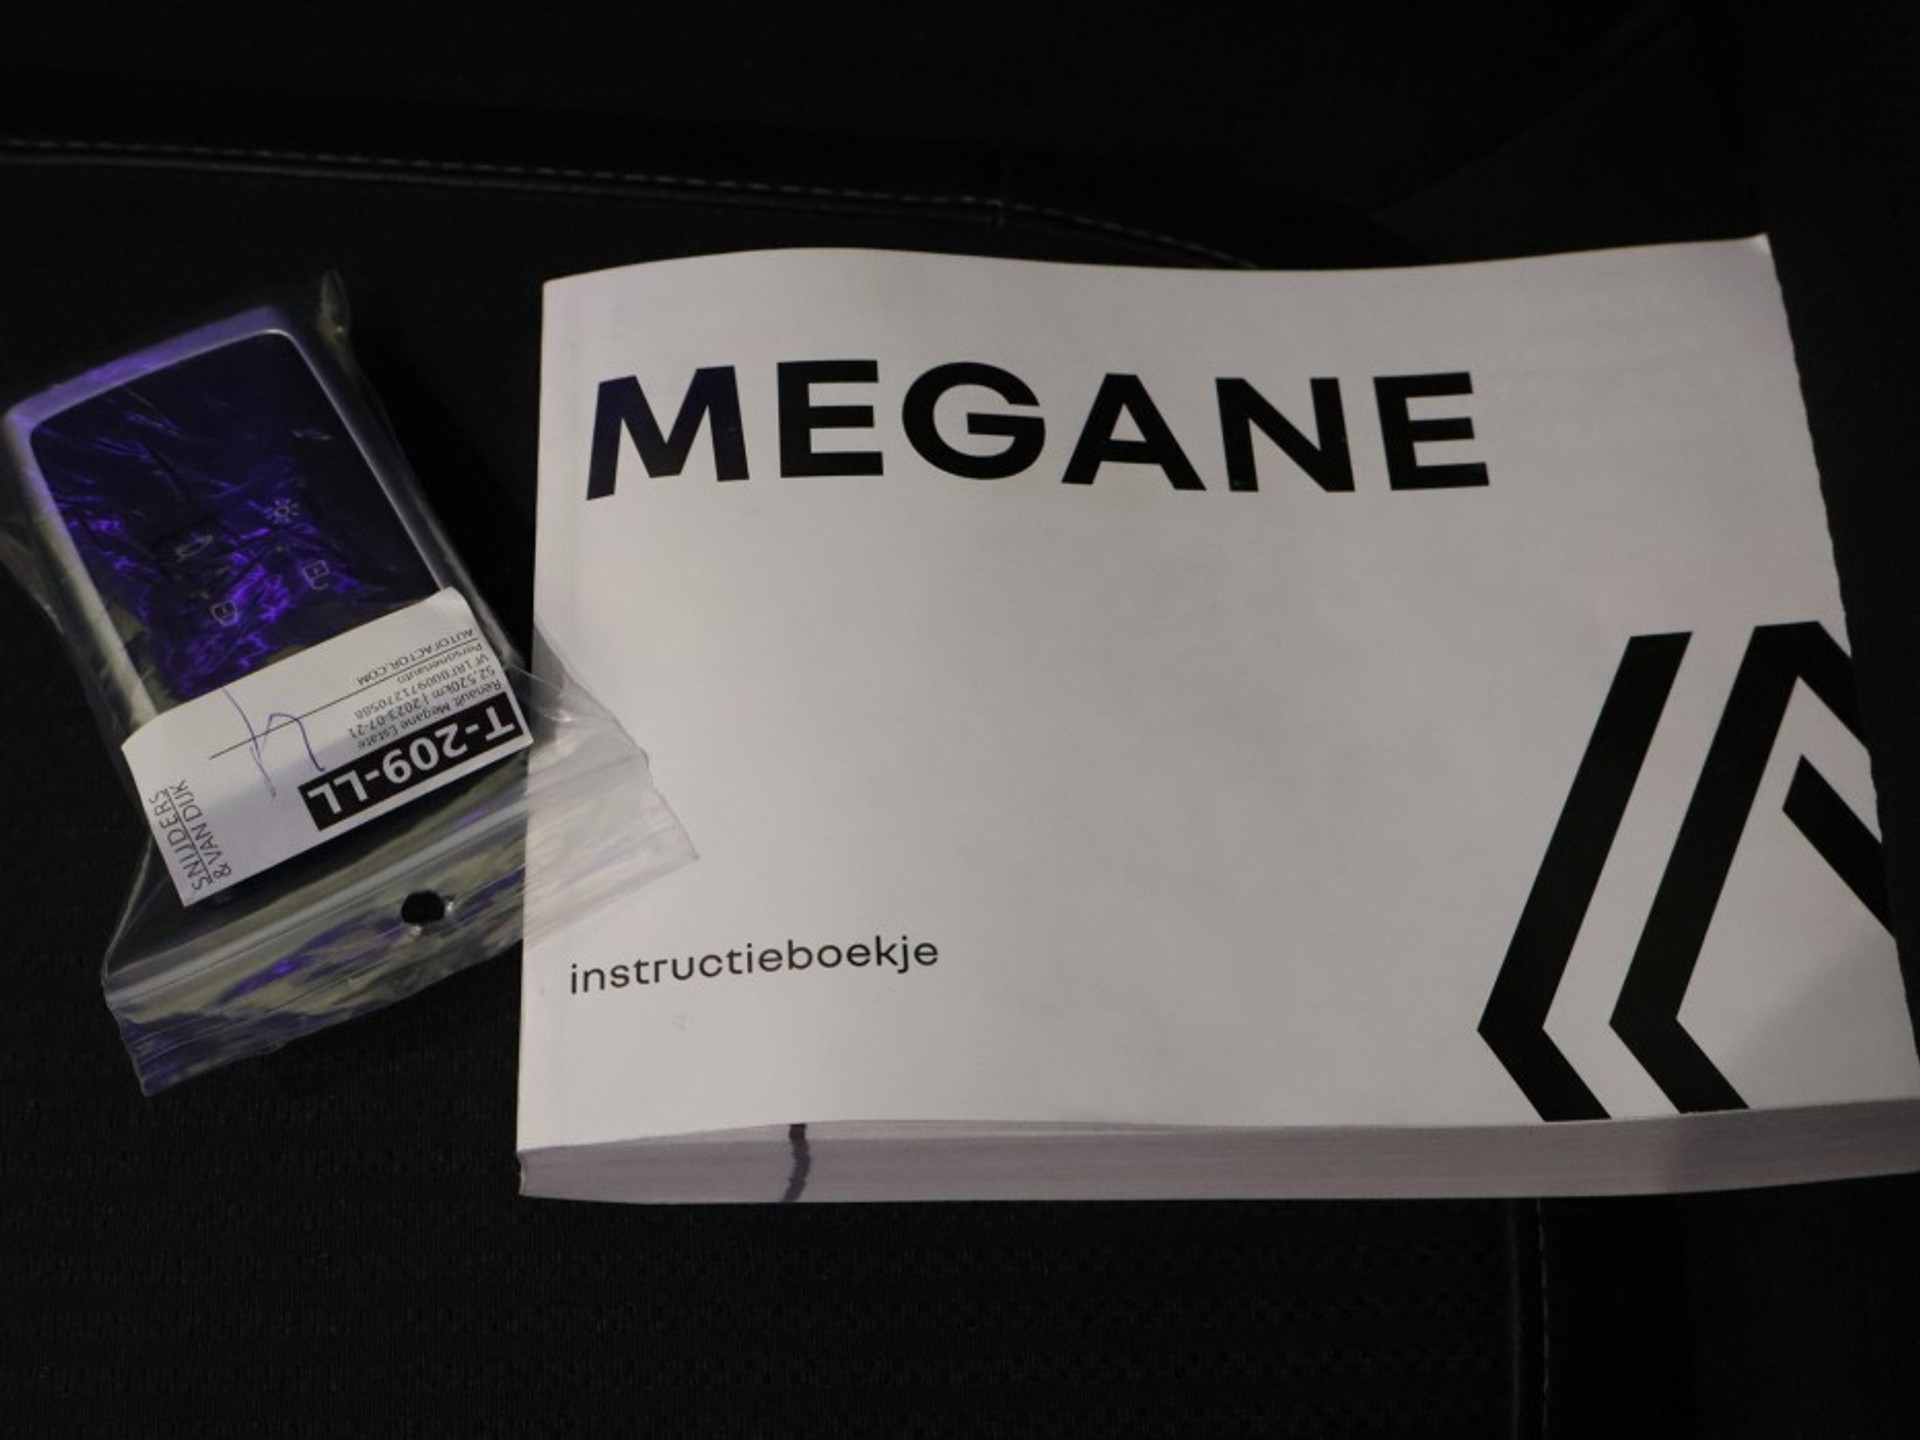 MEGANE
instructieboekje
T-209-LL
Renault Megane Estate
52.520km | 2023-07-21
VF1RFB00971270588
Personenauto
AUTOFACTOR.COM
SNIJDERS
& VAN DIJK